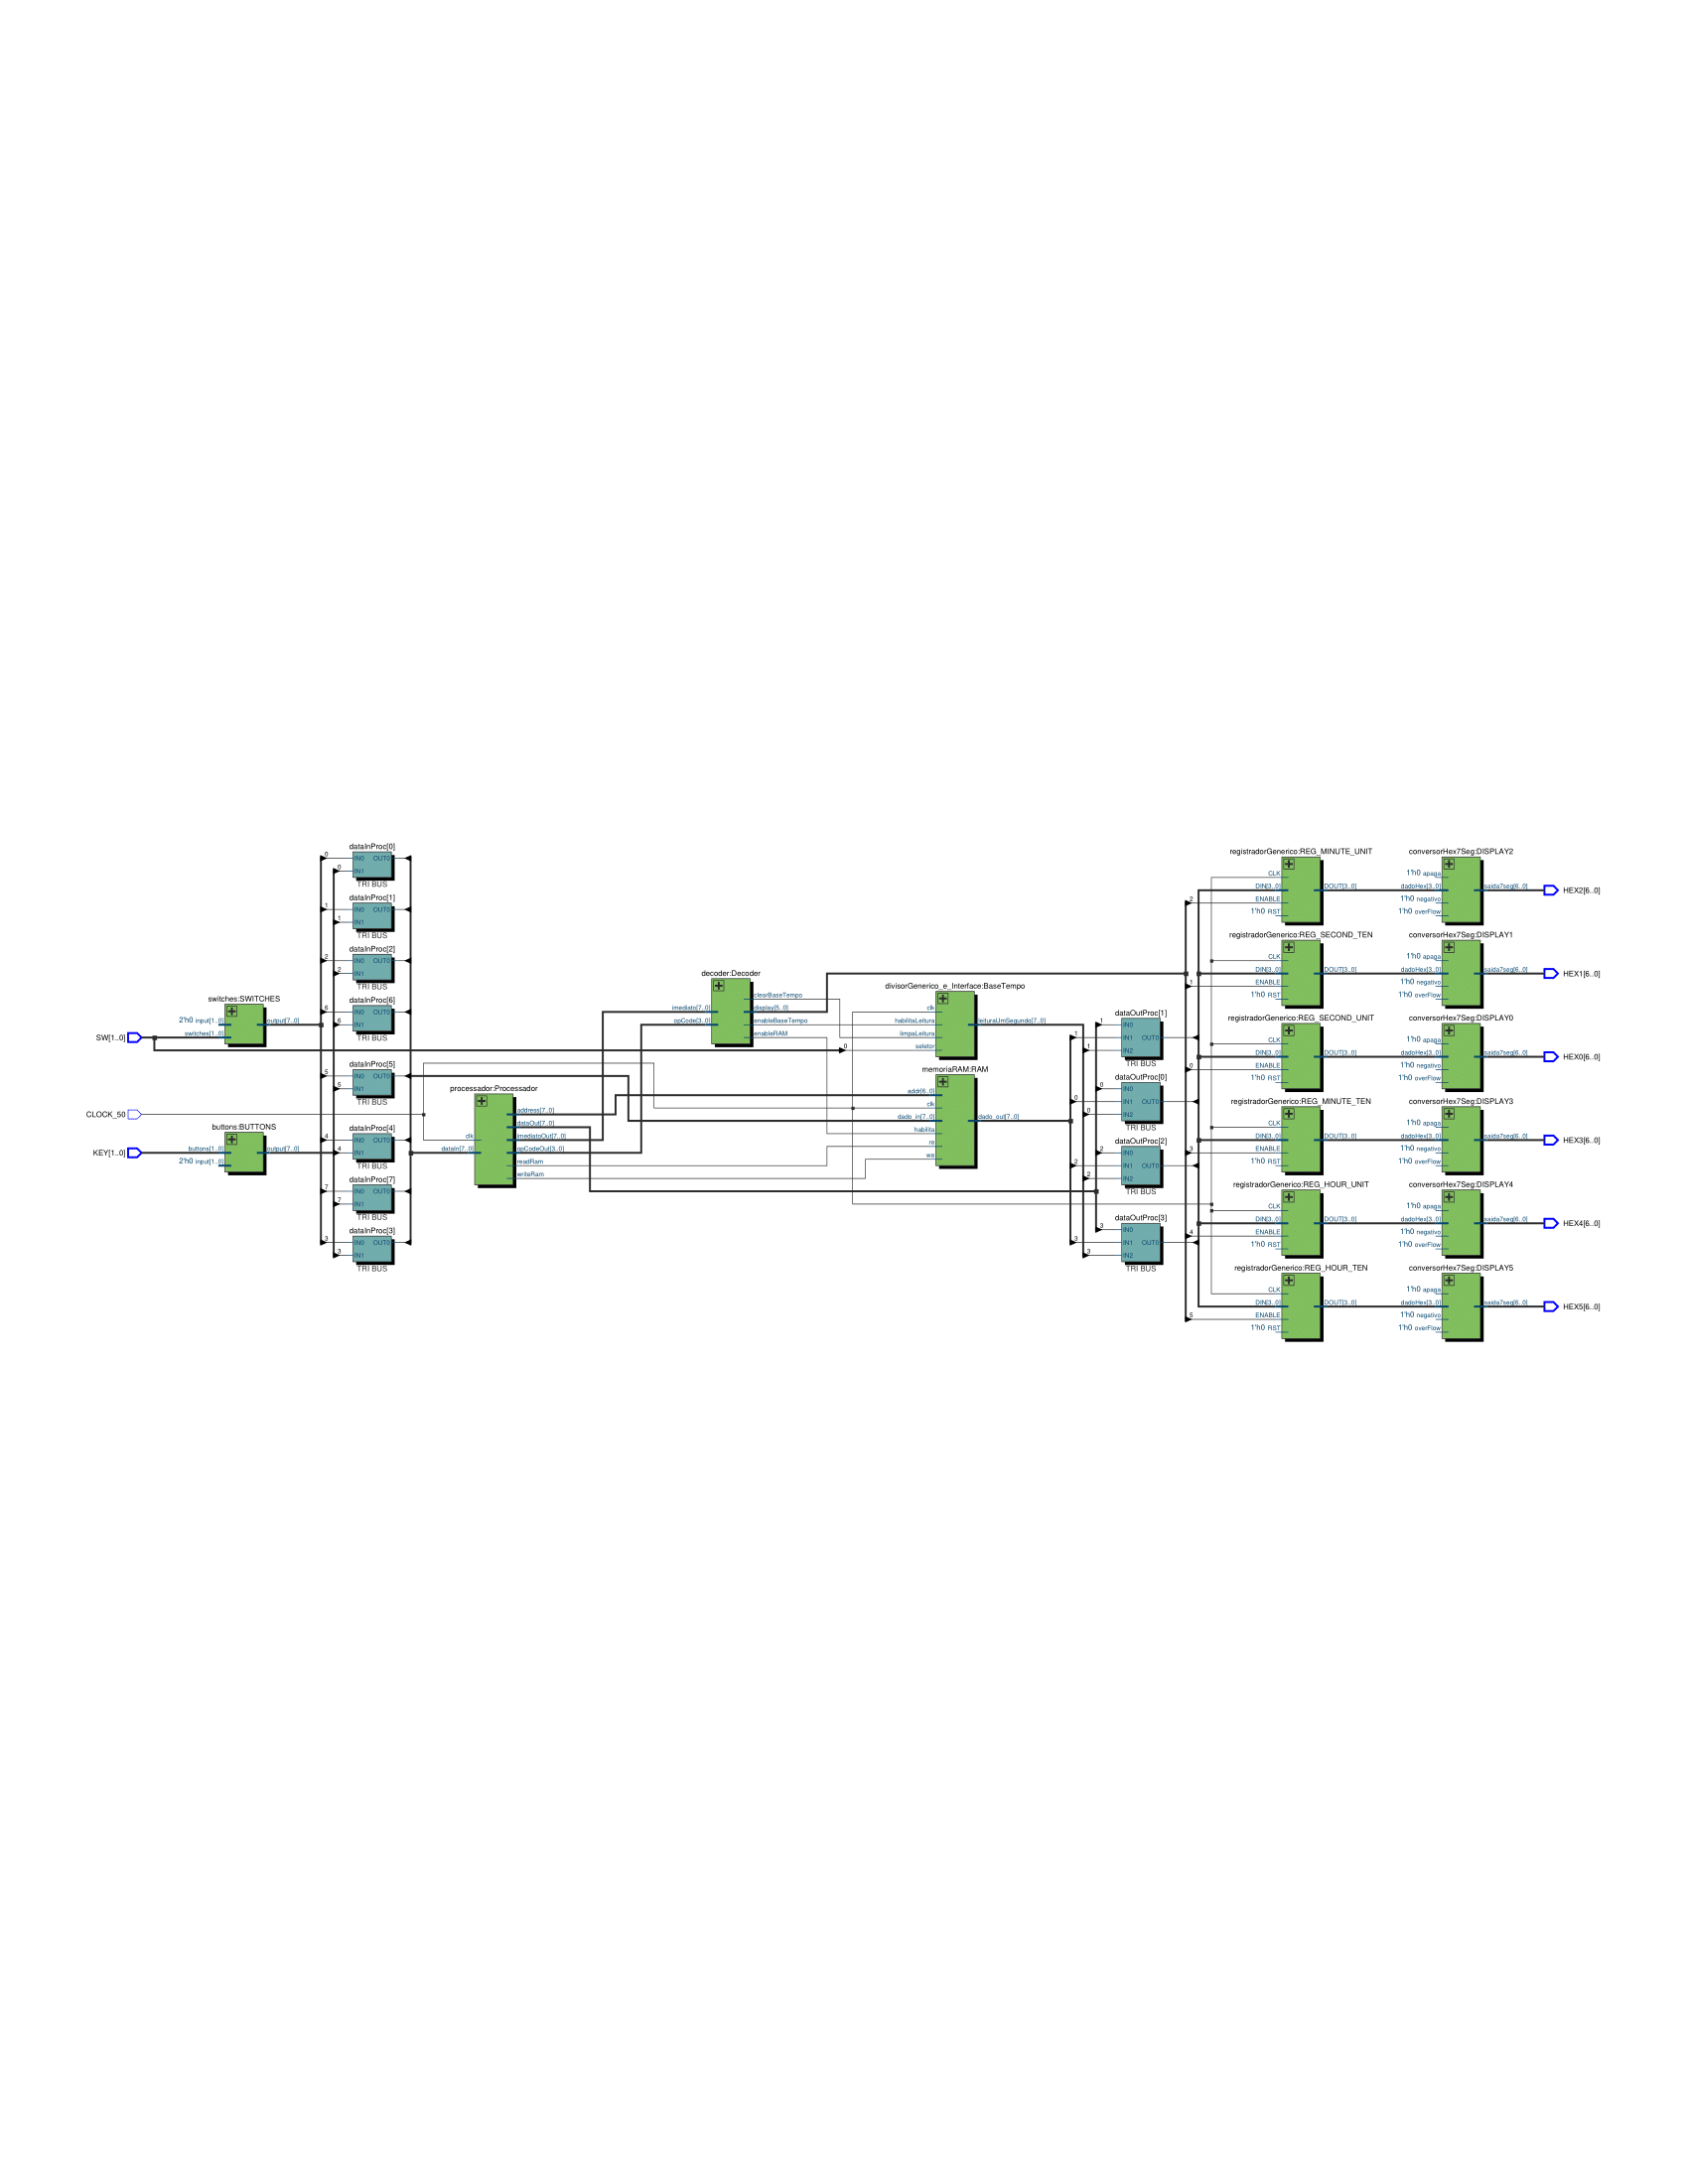 SW[1..0]
CLOCK_50
KEY[1..0]
switches:SWITCHES
2'h0 input[1..0]
switches[1..0]
output[7..0]
buttons:BUTTONS
buttons[1..0]
2'h0 input[1..0]
output[7..0]
dataInProc[0]
0
IN0 OUT0
0
IN1
TRI BUS
dataInProc[1]
1
IN0 OUT0
1
IN1
TRI BUS
dataInProc[2]
2
IN0 OUT0
2
IN1
TRI BUS
dataInProc[6]
6
IN0 OUT0
6
IN1
TRI BUS
dataInProc[5]
5
IN0 OUT0
5
IN1
TRI BUS
dataInProc[4]
4
IN0 OUT0
4
IN1
TRI BUS
dataInProc[7]
7
IN0 OUT0
7
IN1
TRI BUS
dataInProc[3]
3
IN0 OUT0
3
IN1
TRI BUS
processador:Processador
clk
dataIn[7..0]
address[7..0]
dataOut[7..0]
imediatoOut[7..0]
opCodeOut[3..0]
readRam
writeRam
decoder:Decoder
imediato[7..0]
opCode[3..0]
clearBaseTempo
display[5..0]
enableBaseTempo
enableRAM
divisorGenerico_e_Interface:BaseTempo
clk
habilitaLeitura
limpaLeitura
0
seletor
leituraUmSegundo[7..0]
memoriaRAM:RAM
addr[6..0]
clk
dado_in[7..0]
habilita
re
we
dado_out[7..0]
dataOutProc[1]
1
IN0
1
IN1 OUT0
1
IN2
TRI BUS
dataOutProc[0]
0
IN0
0
IN1 OUT0
0
IN2
TRI BUS
dataOutProc[2]
2
IN0
2
IN1 OUT0
2
IN2
TRI BUS
dataOutProc[3]
3
IN0
3
IN1 OUT0
3
IN2
TRI BUS
registradorGenerico:REG_MINUTE_UNIT
CLK
DIN[3..0] DOUT[3..0]
2
ENABLE
1'h0 RST
conversorHex7Seg:DISPLAY2
1'h0 apaga
dadoHex[3..0] saida7seg[6..0]
1'h0 negativo
1'h0 overFlow
HEX2[6..0]
registradorGenerico:REG_SECOND_TEN
CLK
DIN[3..0] DOUT[3..0]
1
ENABLE
1'h0 RST
conversorHex7Seg:DISPLAY1
1'h0 apaga
dadoHex[3..0] saida7seg[6..0]
1'h0 negativo
1'h0 overFlow
HEX1[6..0]
registradorGenerico:REG_SECOND_UNIT
CLK
DIN[3..0] DOUT[3..0]
0
ENABLE
1'h0 RST
conversorHex7Seg:DISPLAY0
1'h0 apaga
dadoHex[3..0] saida7seg[6..0]
1'h0 negativo
1'h0 overFlow
HEX0[6..0]
registradorGenerico:REG_MINUTE_TEN
CLK
DIN[3..0] DOUT[3..0]
3
ENABLE
1'h0 RST
conversorHex7Seg:DISPLAY3
1'h0 apaga
dadoHex[3..0] saida7seg[6..0]
1'h0 negativo
1'h0 overFlow
HEX3[6..0]
registradorGenerico:REG_HOUR_UNIT
CLK
DIN[3..0] DOUT[3..0]
4
ENABLE
1'h0 RST
conversorHex7Seg:DISPLAY4
1'h0 apaga
dadoHex[3..0] saida7seg[6..0]
1'h0 negativo
1'h0 overFlow
HEX4[6..0]
registradorGenerico:REG_HOUR_TEN
CLK
DIN[3..0] DOUT[3..0]
5
ENABLE
1'h0 RST
conversorHex7Seg:DISPLAY5
1'h0 apaga
dadoHex[3..0] saida7seg[6..0]
1'h0 negativo
1'h0 overFlow
HEX5[6..0]